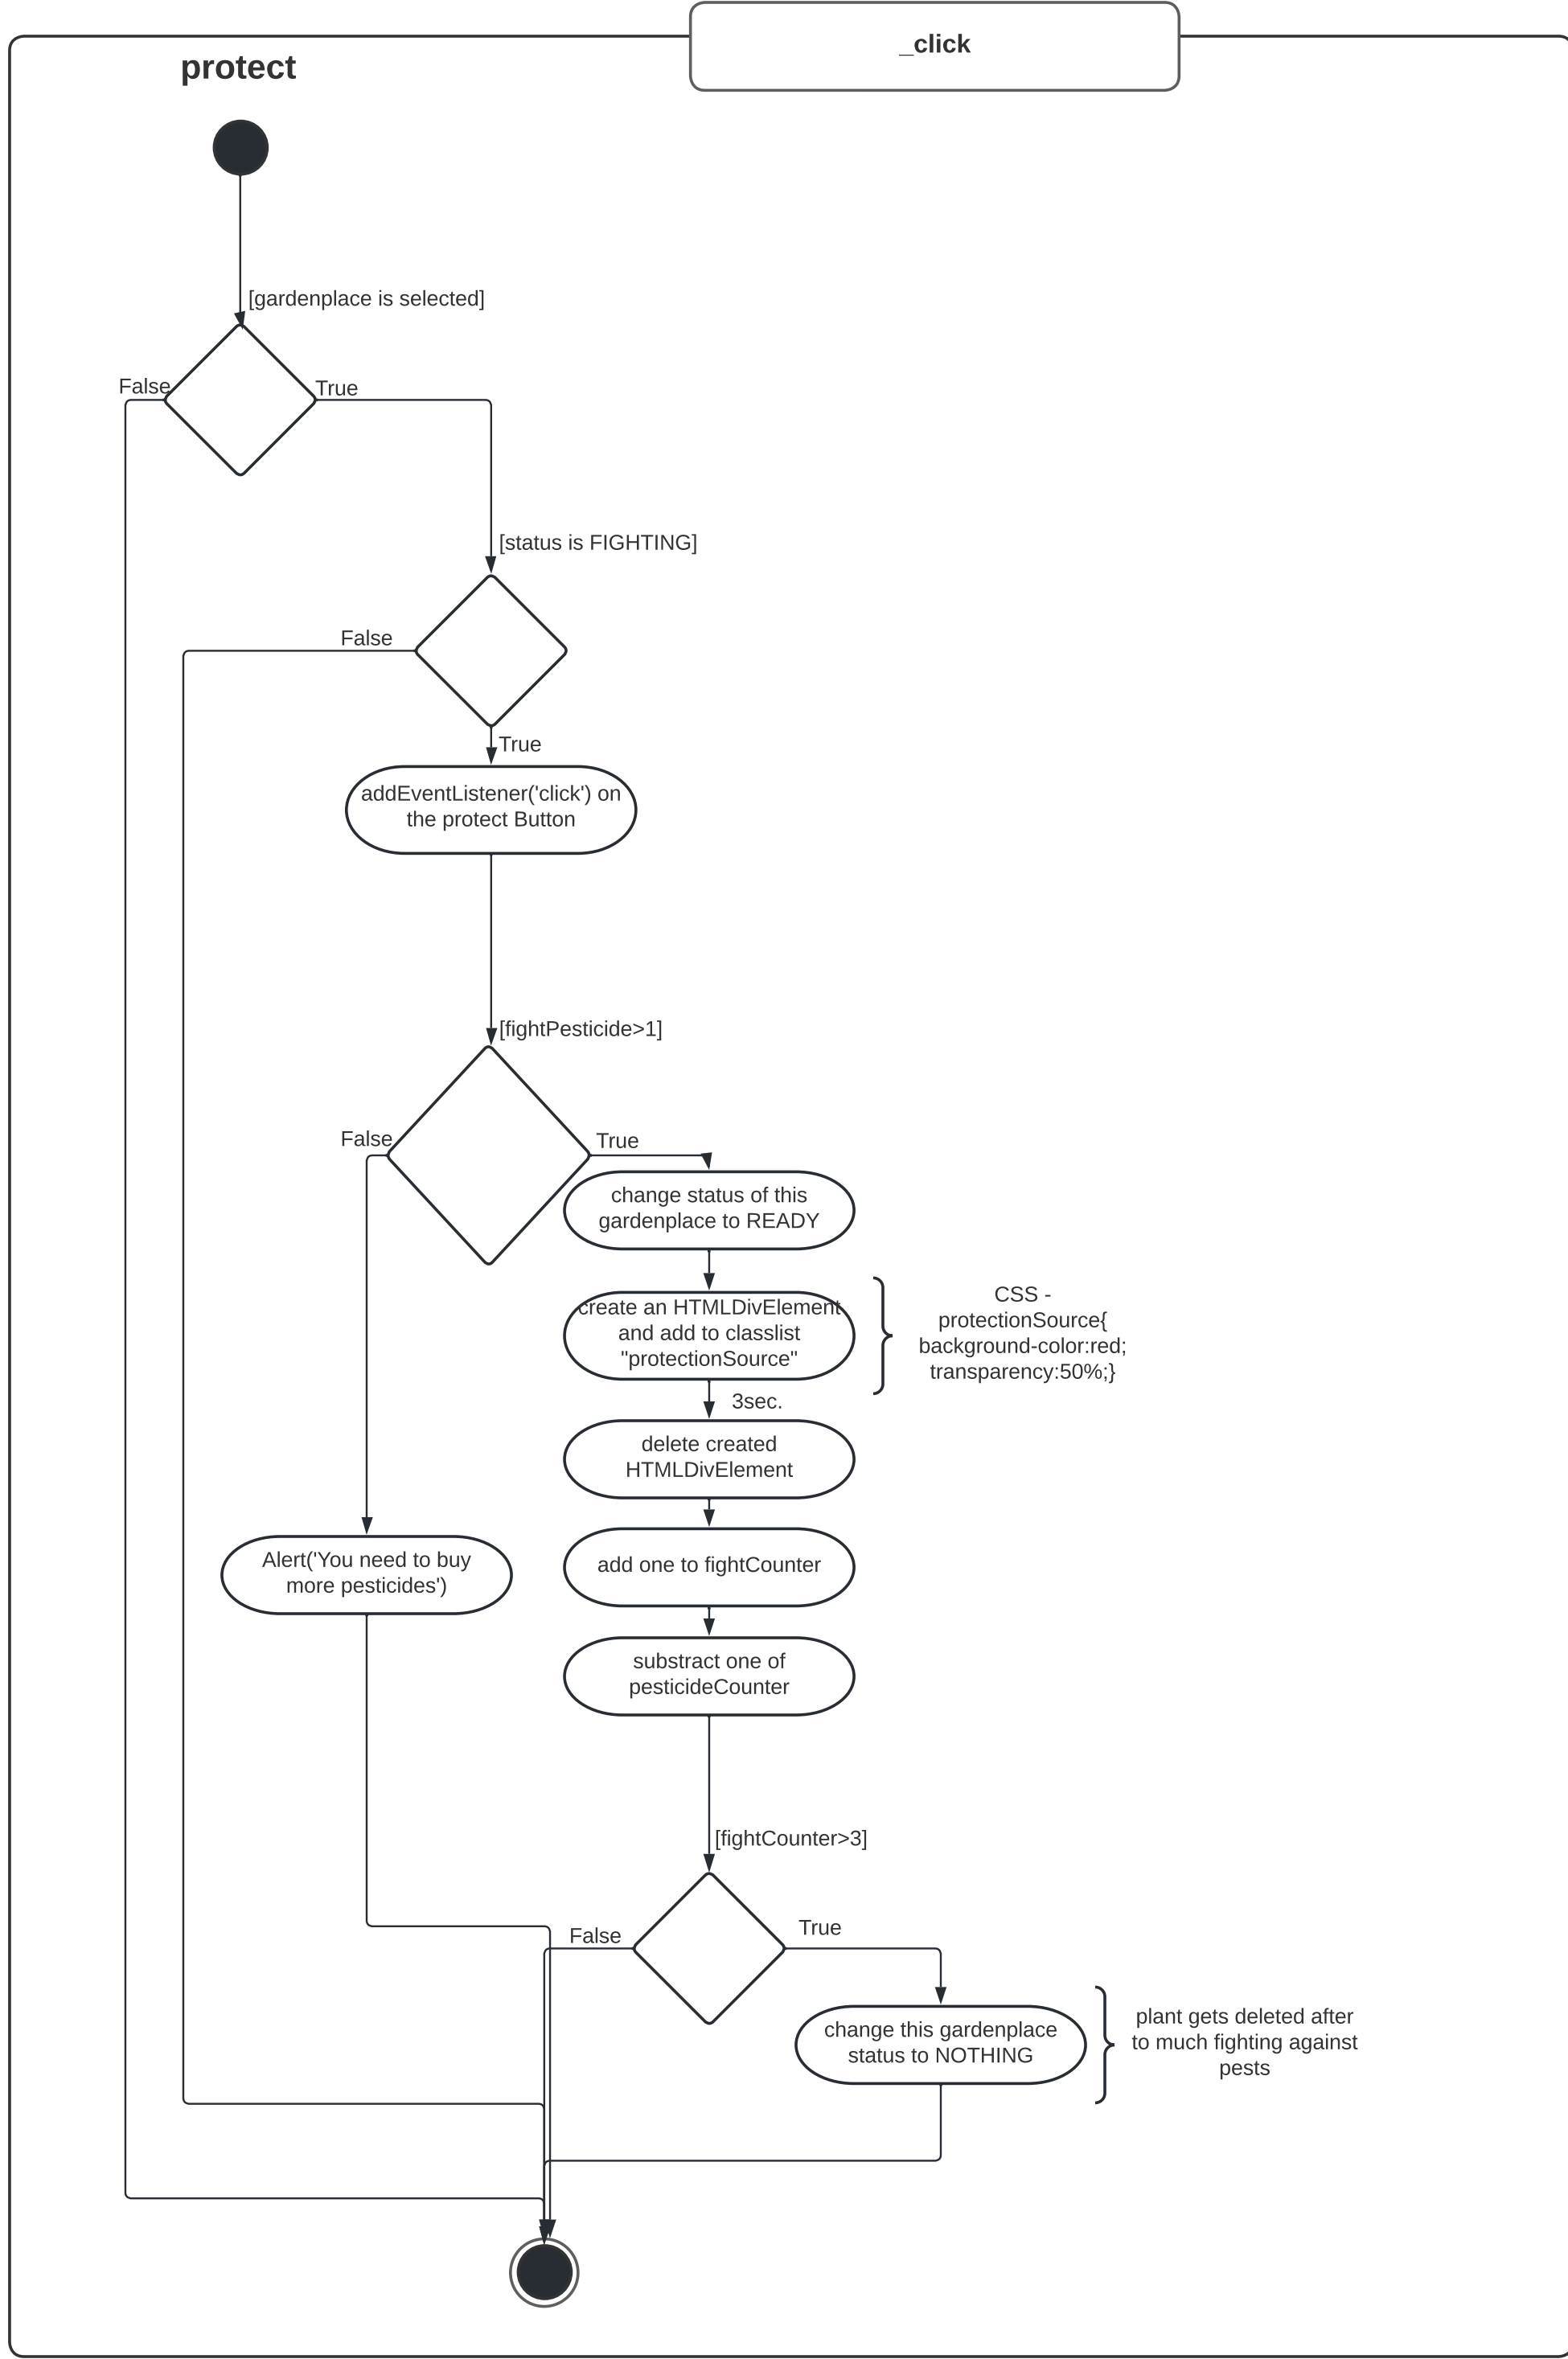 _click
protect
[gardenplace is selected]
False
True
[status is FIGHTING]
False
True
addEventListener('click') on
the protect Button
[fightPesticide>1]
False
True
change status of this
gardenplace to READY
create an HTMLDivElement
and add to classlist
"protectionSource"
CSS -
protectionSource{
background-color:red;
transparency:50%;}
3sec.
delete created
HTMLDivElement
Alert('You need to buy
more pesticides')
add one to fightCounter
substract one of
pesticideCounter
[fightCounter>3]
False
True
change this gardenplace
status to NOTHING
plant gets deleted after
to much fighting against
pests